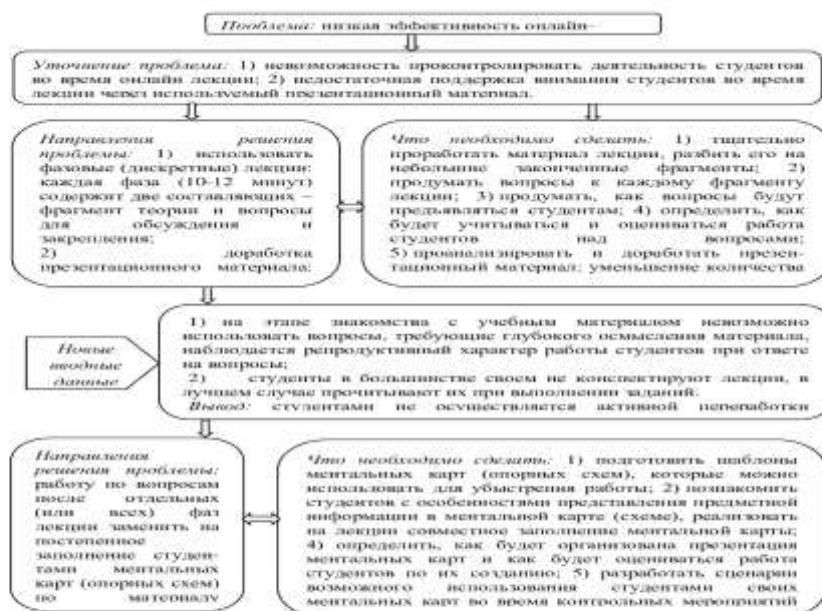 Проблема: низкая эффективность онлайн-
Уточнение проблема: 1) невозможность проконтролировать деятельность студентов
во время онлайн лекции; 2) недостаточная поддержка внимания студентов во время
лекции через используемый презентационный материал.
Направления решения
проблемы: 1) использовать
фазовые (дискретные) лекции:
каждая фаза (10-12 минут)
содержит две составляющих –
фрагмент теории и вопросы
для обсуждения и
закрепления;
2) доработка
презентационного материала:
Что необходимо сделать: 1) тщательно
проработать материал лекции, разбить его на
небольшие законченные фрагменты; 2)
продумать вопросы к каждому фрагменту
лекции; 3) продумать, как вопросы будут
предъявляться студентам; 4) определить, как
будет учитываться и оцениваться работа
студентов над вопросами;
5) проанализировать и доработать презен-
тационный материал: уменьшение количества
Новые
вводные
данные
1) на этапе знакомства с учебным материалом невозможно
использовать вопросы, требующие глубокого осмысления материала,
наблюдается репродуктивный характер работы студентов при ответе
на вопросы;
2) студенты в большинстве своем не конспектируют лекции, в
лучшем случае прочитывают их при выполнении заданий.
Вывод: студентами не осуществляется активной переработки
Направления
решения проблемы:
работу по вопросам
после отдельных
(или всех) фаз
лекции заменить на
постепенное
заполнение студен-
тами ментальных
карт (опорных схем)
по материалу
Что необходимо сделать: 1) подготовить шаблоны
ментальных карт (опорных схем), которые можно
использовать для убыстрения работы; 2) познакомить
студентов с особенностями представления предметной
информации в ментальной карте (схеме), реализовать
на лекции совместное заполнение ментальной карты;
4) определить, как будет организована презентация
ментальных карт и как будет оцениваться работа
студентов по их созданию; 5) разработать сценарии
возможного использования студентами своих
ментальных карт во время контрольных мероприятий